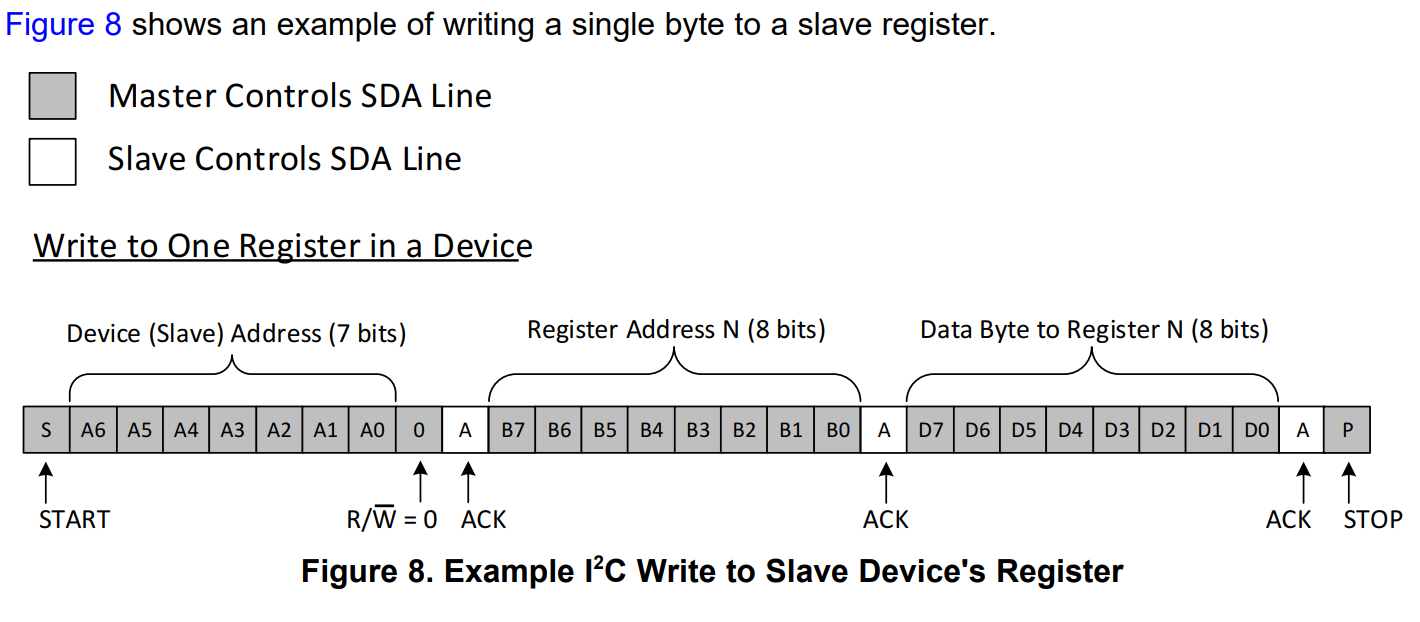 Figure 8 shows an example of writing a single byte to a slave register.
Master Controls SDA Line
Slave Controls SDA Line
Write to One Register in a Device
Device (Slave) Address (7 bits) Register Address N (8 bits) Data Byte to Register N (8 bits)
S A6 A5 A4 A3 A2 A1 A0 0 A B7 B6 B5 B4 B3 B2 B1 B0 A D7 D6 D5 D4 D3 D2 D1 D0 A P
START R/W̅ = 0 ACK ACK ACK STOP
Figure 8. Example I²C Write to Slave Device's Register